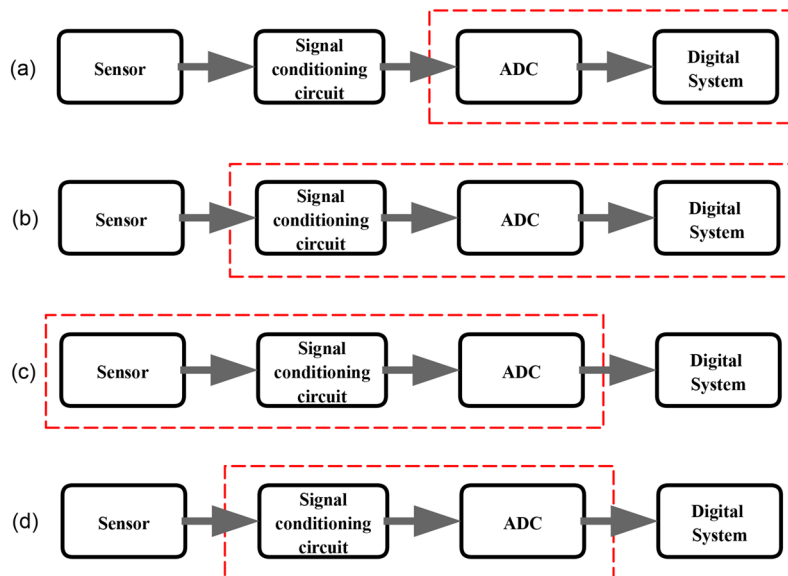 (a)
Sensor
Signal
conditioning
circuit
ADC
Digital
System
(b)
Sensor
Signal
conditioning
circuit
ADC
Digital
System
(c)
Sensor
Signal
conditioning
circuit
ADC
Digital
System
(d)
Sensor
Signal
conditioning
circuit
ADC
Digital
System